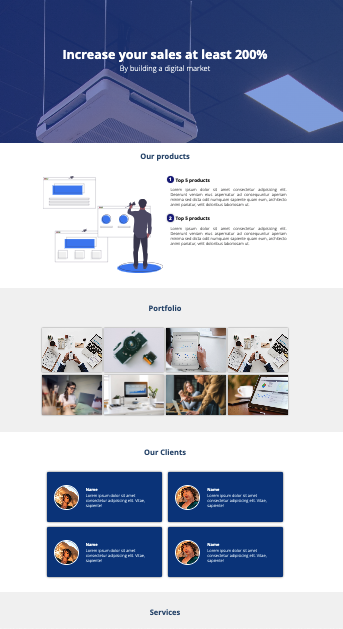 Increase your sales at least 200%
By building a digital market
Our products
1 Top 5 products
Lorem ipsum dolor sit amet consectetur adipisicing elit.
Deserunt veniam eius aspernatur ad consequatur aperiam
minima sed dicta odit numquam sapiente quam eum, architecto
animi pariatur, velit doloribus laboriosam ut.
2 Top 5 products
Lorem ipsum dolor sit amet consectetur adipisicing elit.
Deserunt veniam eius aspernatur ad consequatur aperiam
minima sed dicta odit numquam sapiente quam eum, architecto
animi pariatur, velit doloribus laboriosam ut.
Portfolio
Our Clients
Name
Lorem ipsum dolor sit amet
consectetur adipisicing elit. Vitae,
sapiente!
Name
Lorem ipsum dolor sit amet
consectetur adipisicing elit. Vitae,
sapiente!
Name
Lorem ipsum dolor sit amet
consectetur adipisicing elit. Vitae,
sapiente!
Name
Lorem ipsum dolor sit amet
consectetur adipisicing elit. Vitae,
sapiente!
Services